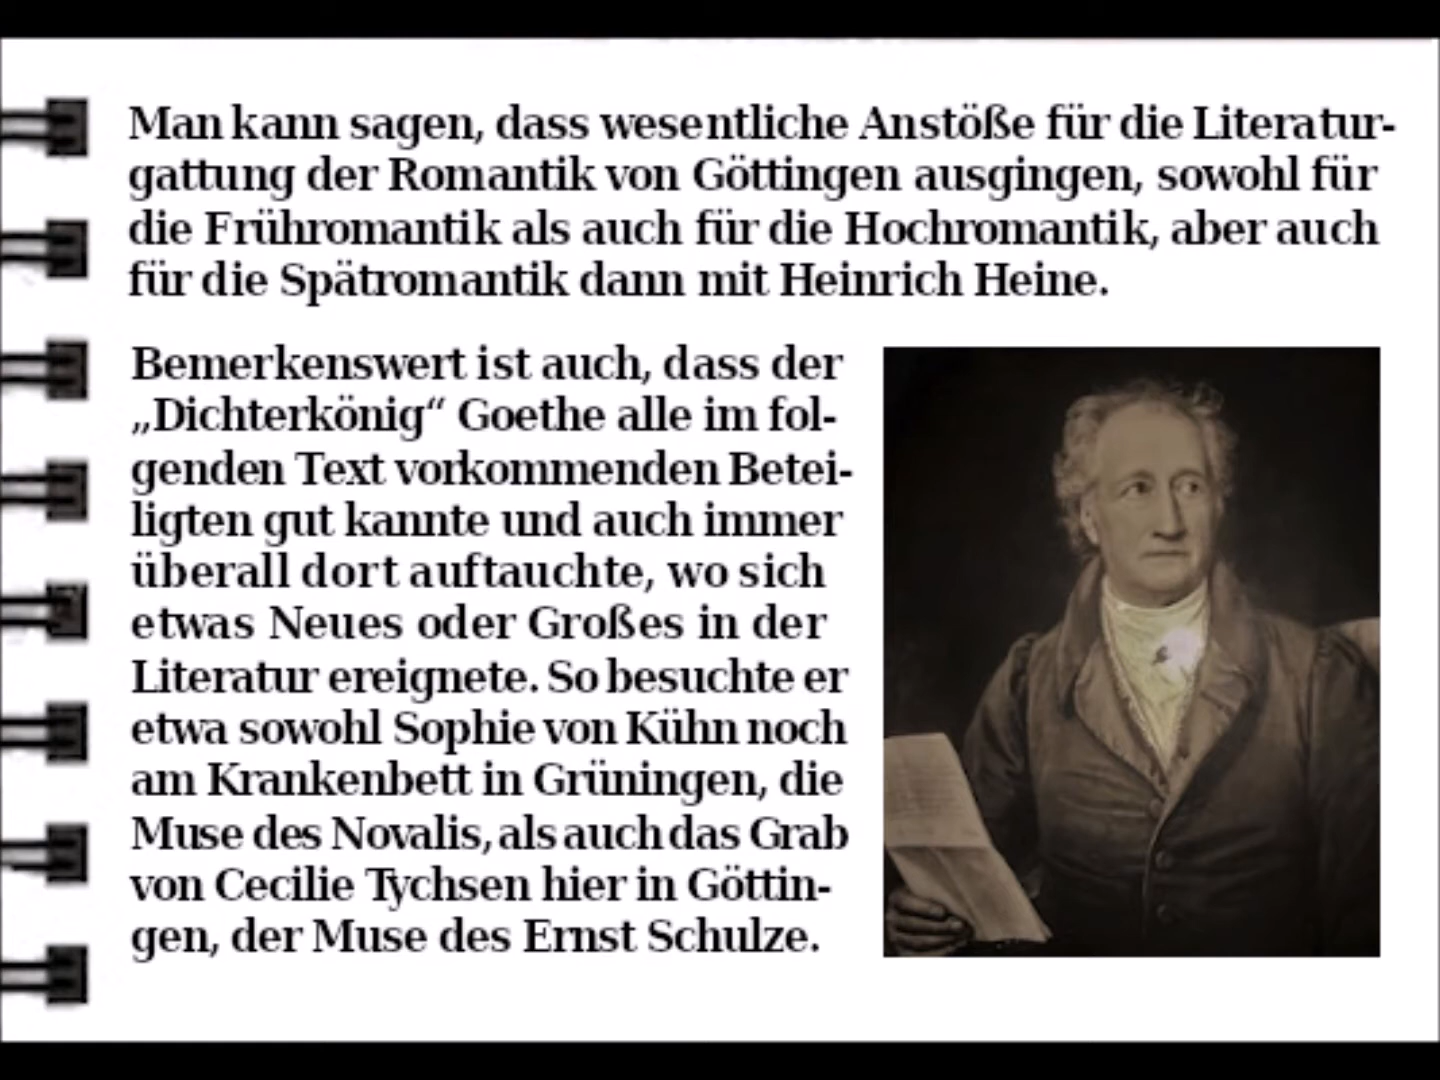 Man kann sagen, dass wesentliche Anstöße für die Literatur-
gattung der Romantik von Göttingen ausgingen, sowohl für
die Frühromantik als auch für die Hochromantik, aber auch
für die Spätromantik dann mit Heinrich Heine.
Bemerkenswert ist auch, dass der
„Dichterkönig“ Goethe alle im fol-
genden Text vorkommenden Betei-
ligten gut kannte und auch immer
überall dort auftauchte, wo sich
etwas Neues oder Großes in der
Literatur ereignete. So besuchte er
etwa sowohl Sophie von Kühn noch
am Krankenbett in Grüningen, die
Muse des Novalis, als auch das Grab
von Cecilie Tychsen hier in Göttin-
gen, der Muse des Ernst Schulze.